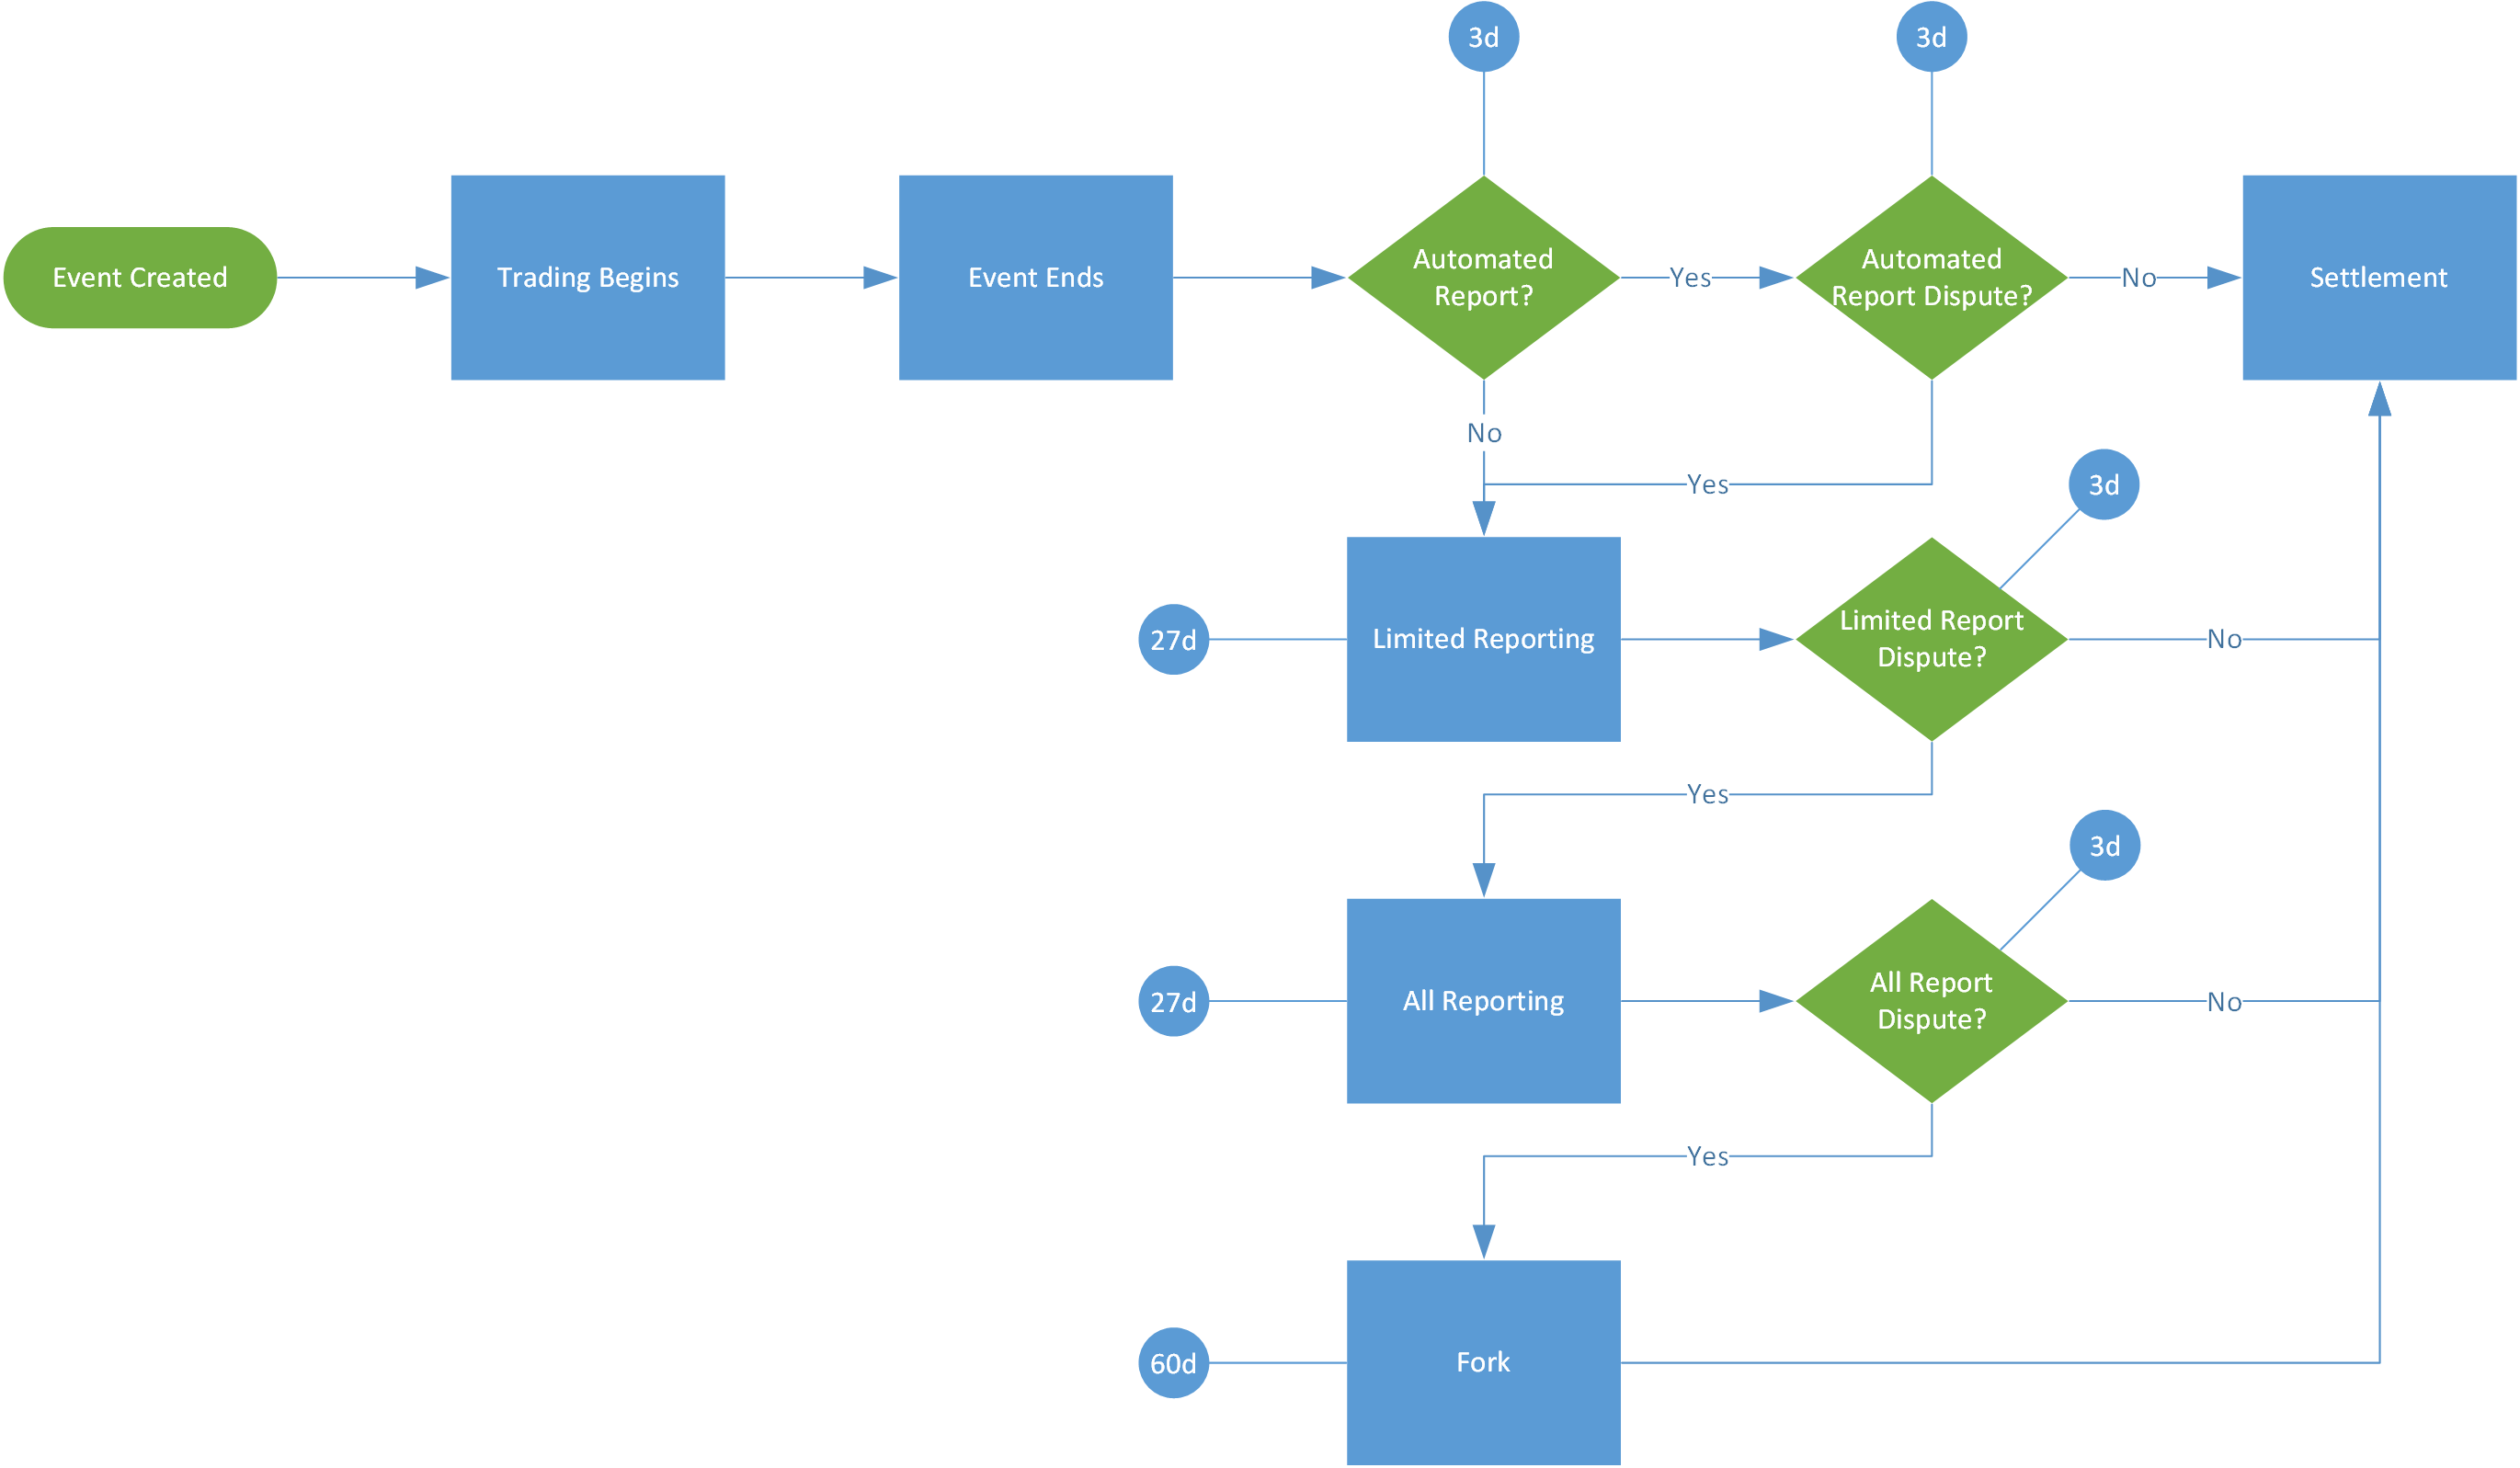 3d
3d
Event Created
Trading Begins
Event Ends
Automated
Report?
Yes
Automated
Report Dispute?
No
Settlement
No
Yes
3d
27d
Limited Reporting
Limited Report
Dispute?
No
Yes
3d
27d
All Reporting
All Report
Dispute?
No
Yes
60d
Fork